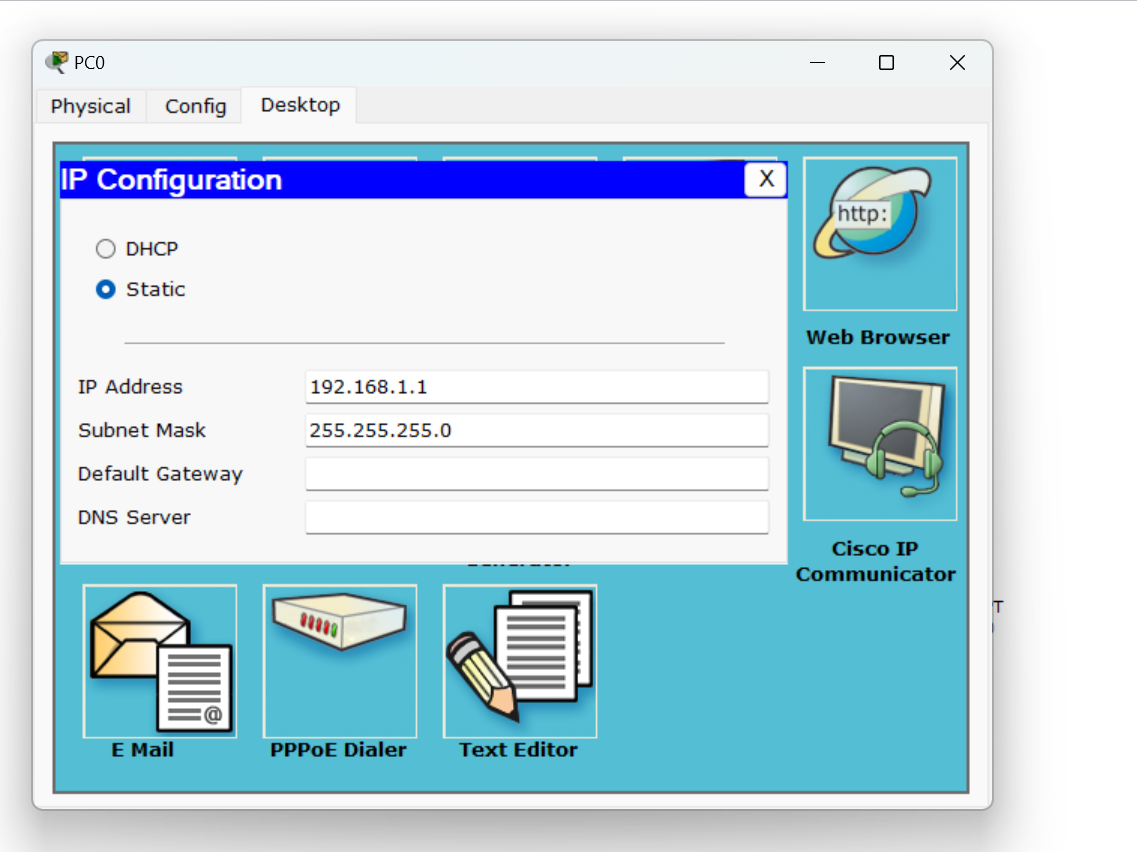 PC0
Physical
Config
Desktop
IP Configuration
X
DHCP
Static
IP Address
192.168.1.1
Subnet Mask
255.255.255.0
Default Gateway
DNS Server
http:
Web Browser
Cisco IP
Communicator
@
E Mail
PPPoE Dialer
Text Editor
T